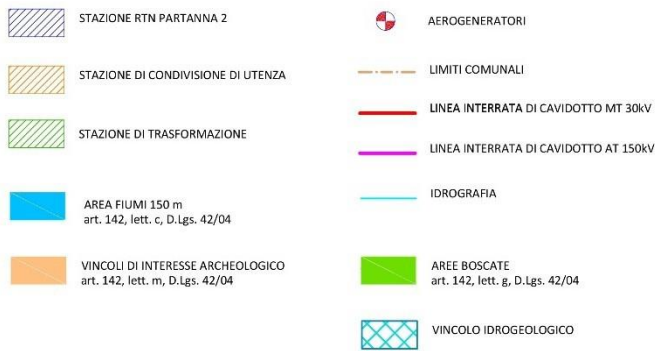 STAZIONE RTN PARTANNA 2
STAZIONE DI CONDIVISIONE DI UTENZA
STAZIONE DI TRASFORMAZIONE
AREA FIUMI 150 m
art. 142, lett. c, D.Lgs. 42/04
VINCOLI DI INTERESSE ARCHEOLOGICO
art. 142, lett. m, D.Lgs. 42/04
AEROGENERATORI
LIMITI COMUNALI
LINEA INTERRATA DI CAVIDOTTO MT 30kV
LINEA INTERRATA DI CAVIDOTTO AT 150kV
IDROGRAFIA
AREE BOSCATE
art. 142, lett. g, D.Lgs. 42/04
VINCOLO IDROGEOLOGICO